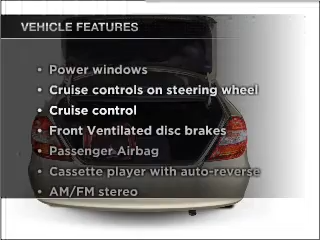 VEHICLE FEATURES
• Power windows
• Cruise controls on steering wheel
• Cruise control
• Front Ventilated disc brakes
• Passenger Airbag
• Cassette player with auto-reverse
• AM/FM stereo